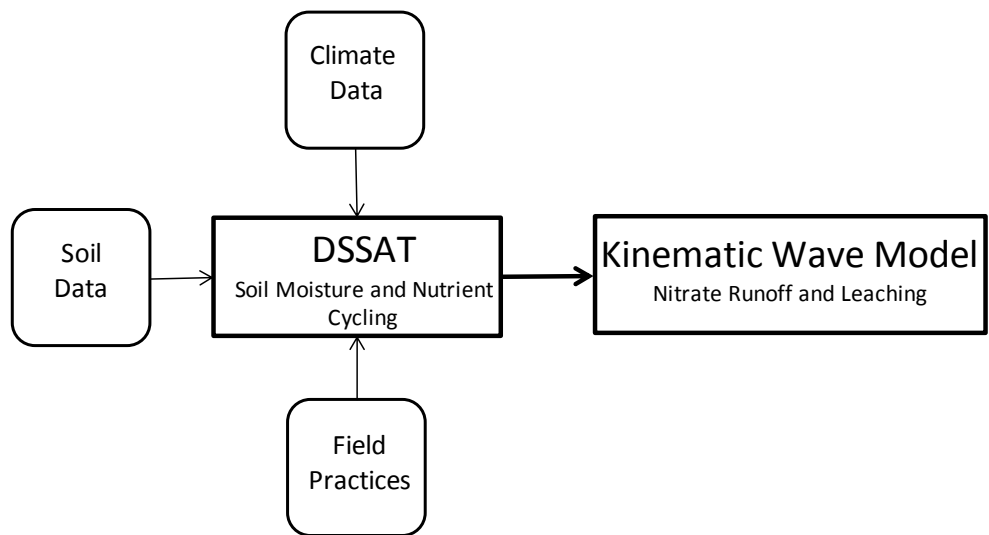 Climate
Data
Soil
Data
DSSAT
Soil Moisture and Nutrient
Cycling
Kinematic Wave Model
Nitrate Runoff and Leaching
Field
Practices